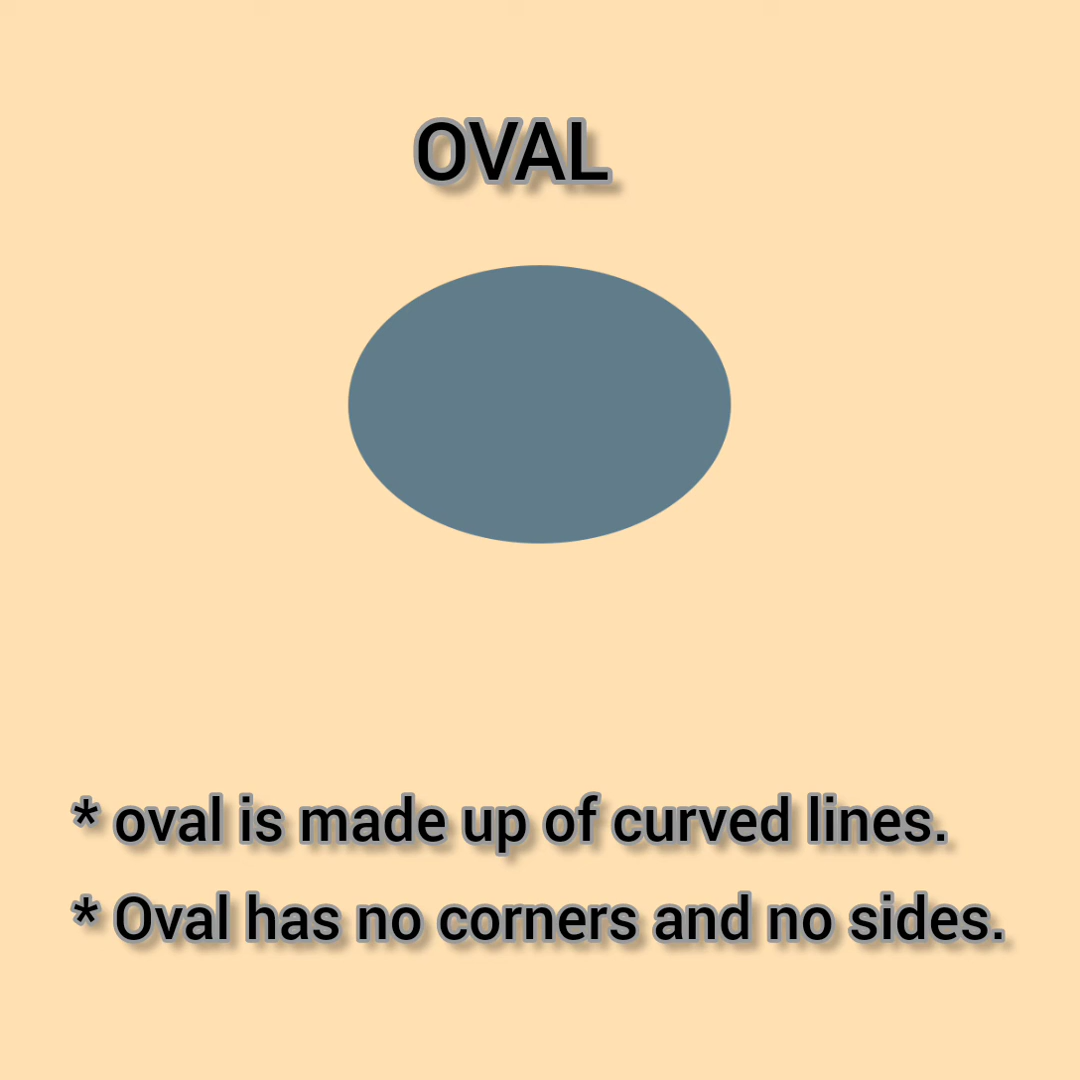 OVAL
* oval is made up of curved lines.
* Oval has no corners and no sides.